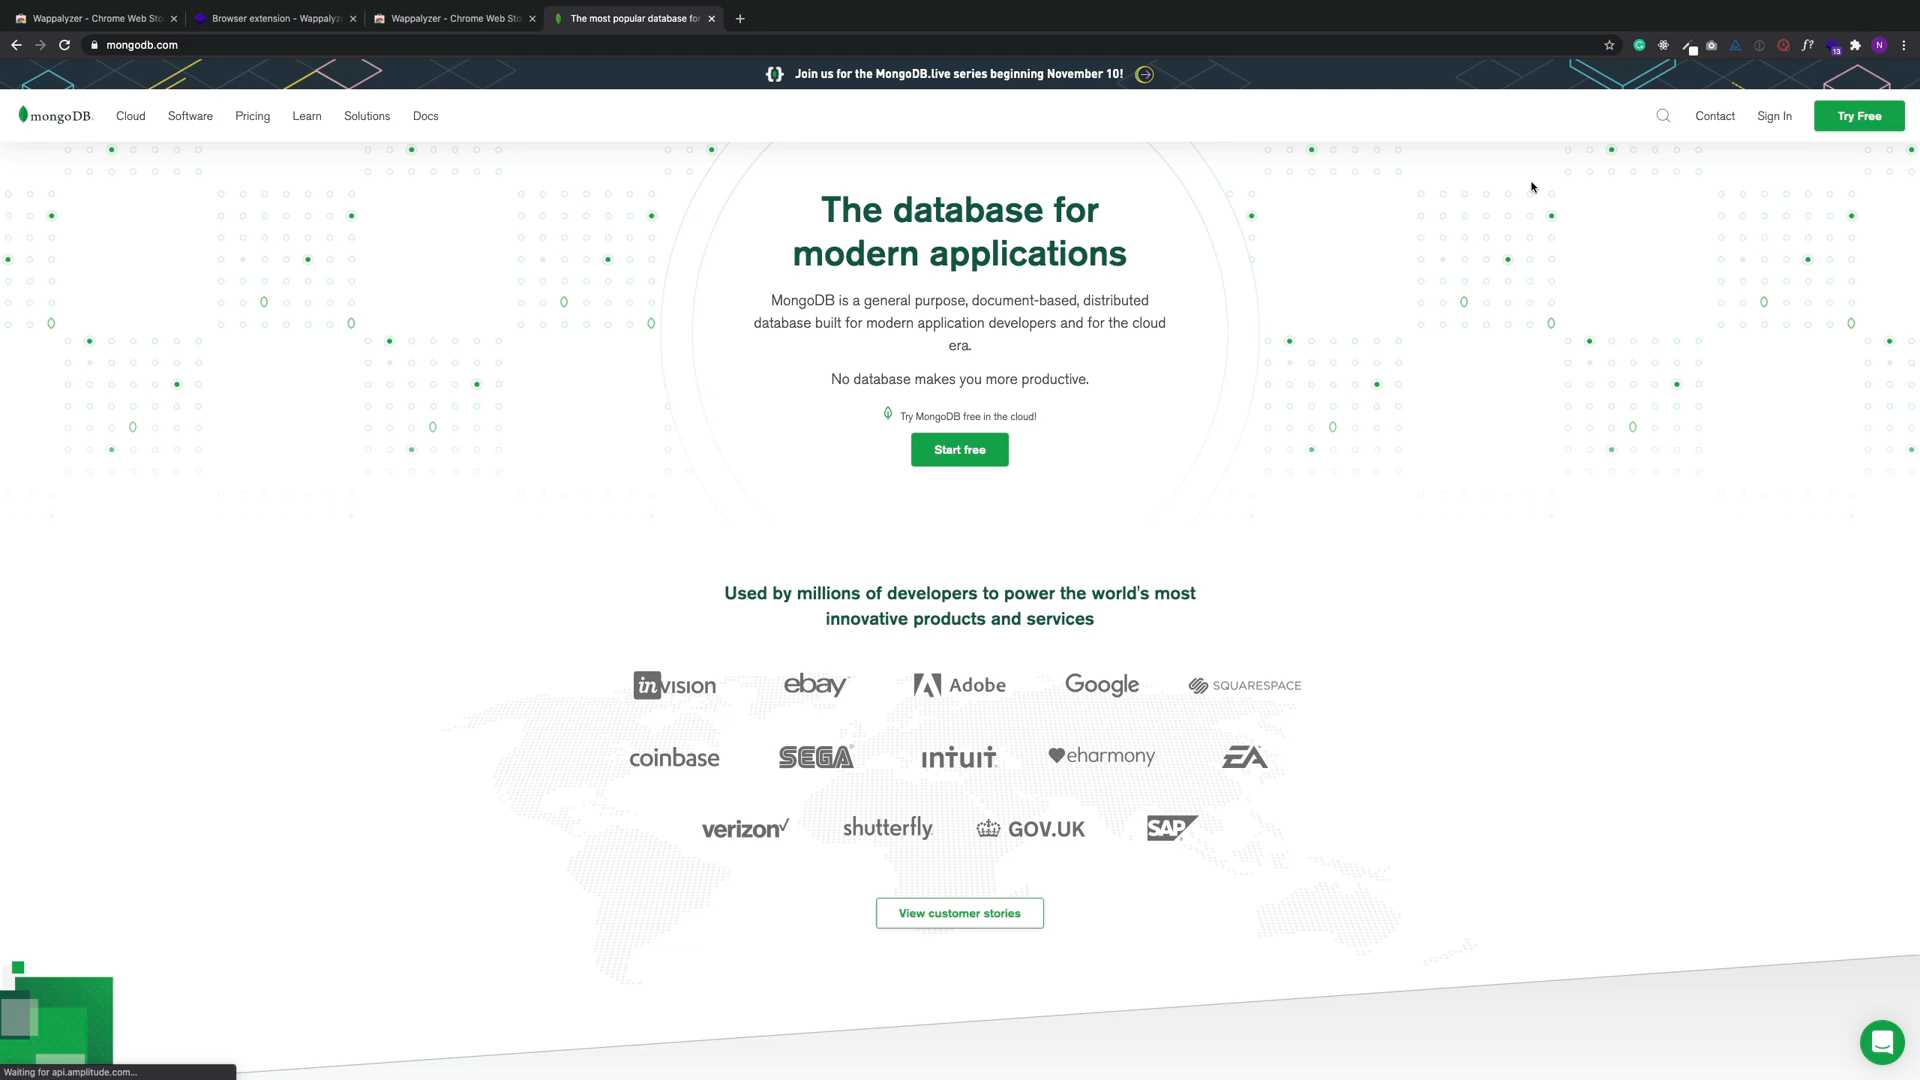 Wappalyzer - Chrome Web Sto
Browser extension - Wappalyze
Wappalyzer - Chrome Web Sto
The most popular database for
mongodb.com
f?
13
N
Join us for the MongoDB.live series beginning November 10!
mongoDB.
Cloud
Software
Pricing
Learn
Solutions
Docs
Contact
Sign In
Try Free
The database for
modern applications
MongoDB is a general purpose, document-based, distributed
database built for modern application developers and for the cloud
era.
No database makes you more productive.
Try MongoDB free in the cloud!
Start free
Used by millions of developers to power the world's most
innovative products and services
invision
ebay
Adobe
Google
SQUARESPACE
coinbase
SEGA
intuit
eharmony
EA
verizon
shutterfly
GOV.UK
SAP
View customer stories
Waiting for api.amplitude.com...